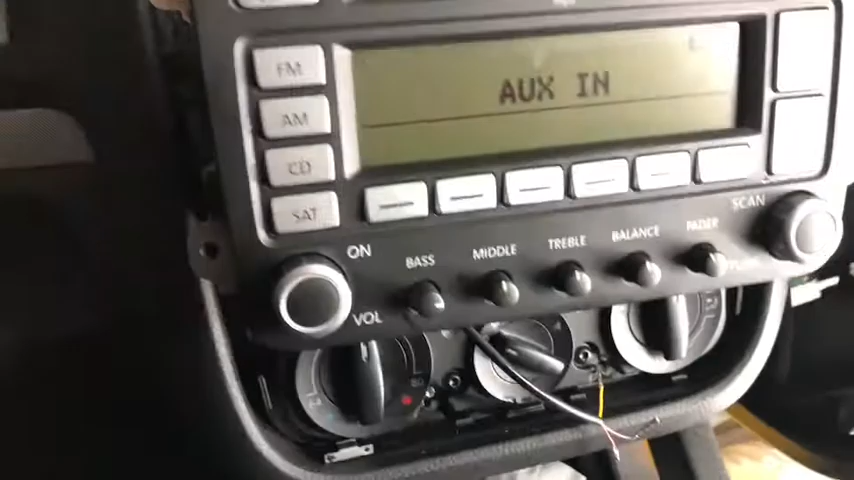 AUX IN
FM
AM
CD
SAT
SCAN
ON
BASS
MIDDLE
TREBLE
BALANCE
FADER
VOL